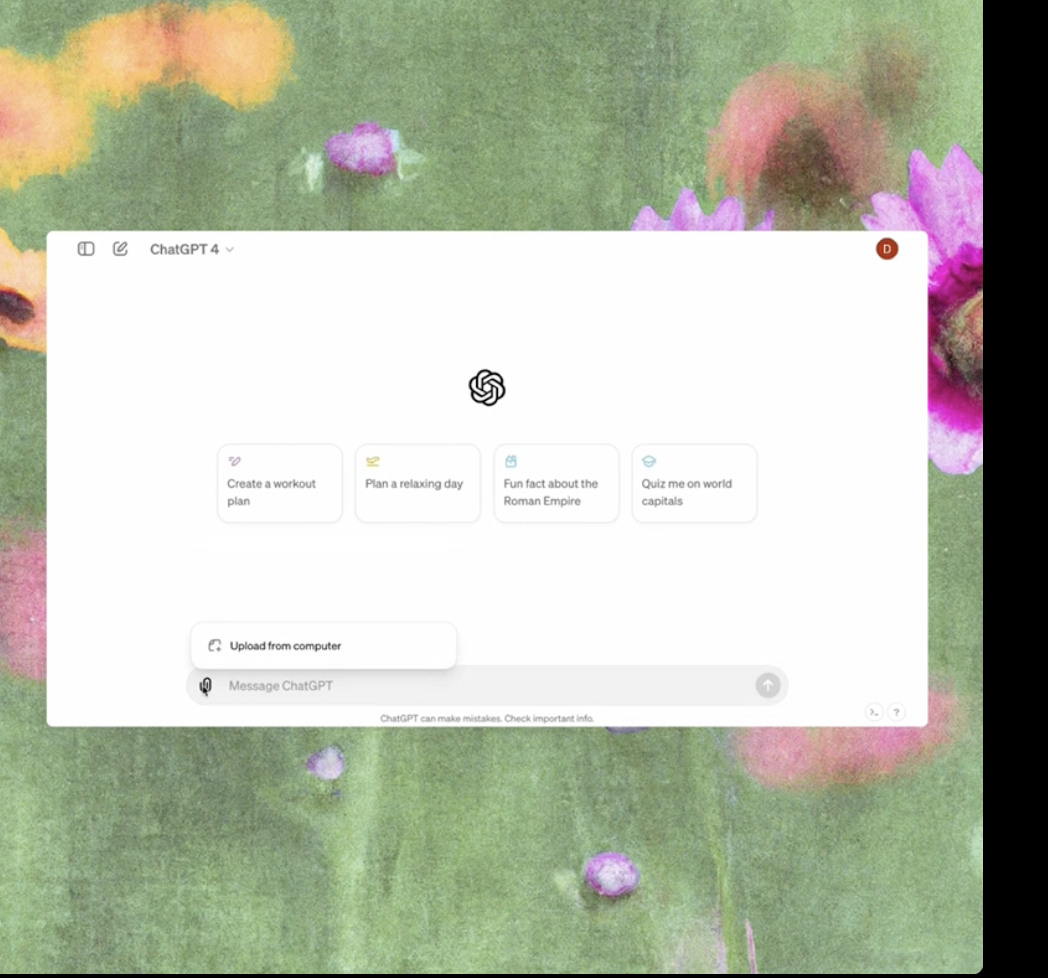 ChatGPT 4
D
Create a workout
plan
Plan a relaxing day
Fun fact about the
Roman Empire
Quiz me on world
capitals
Upload from computer
Message ChatGPT
ChatGPT can make mistakes. Check important info.
?